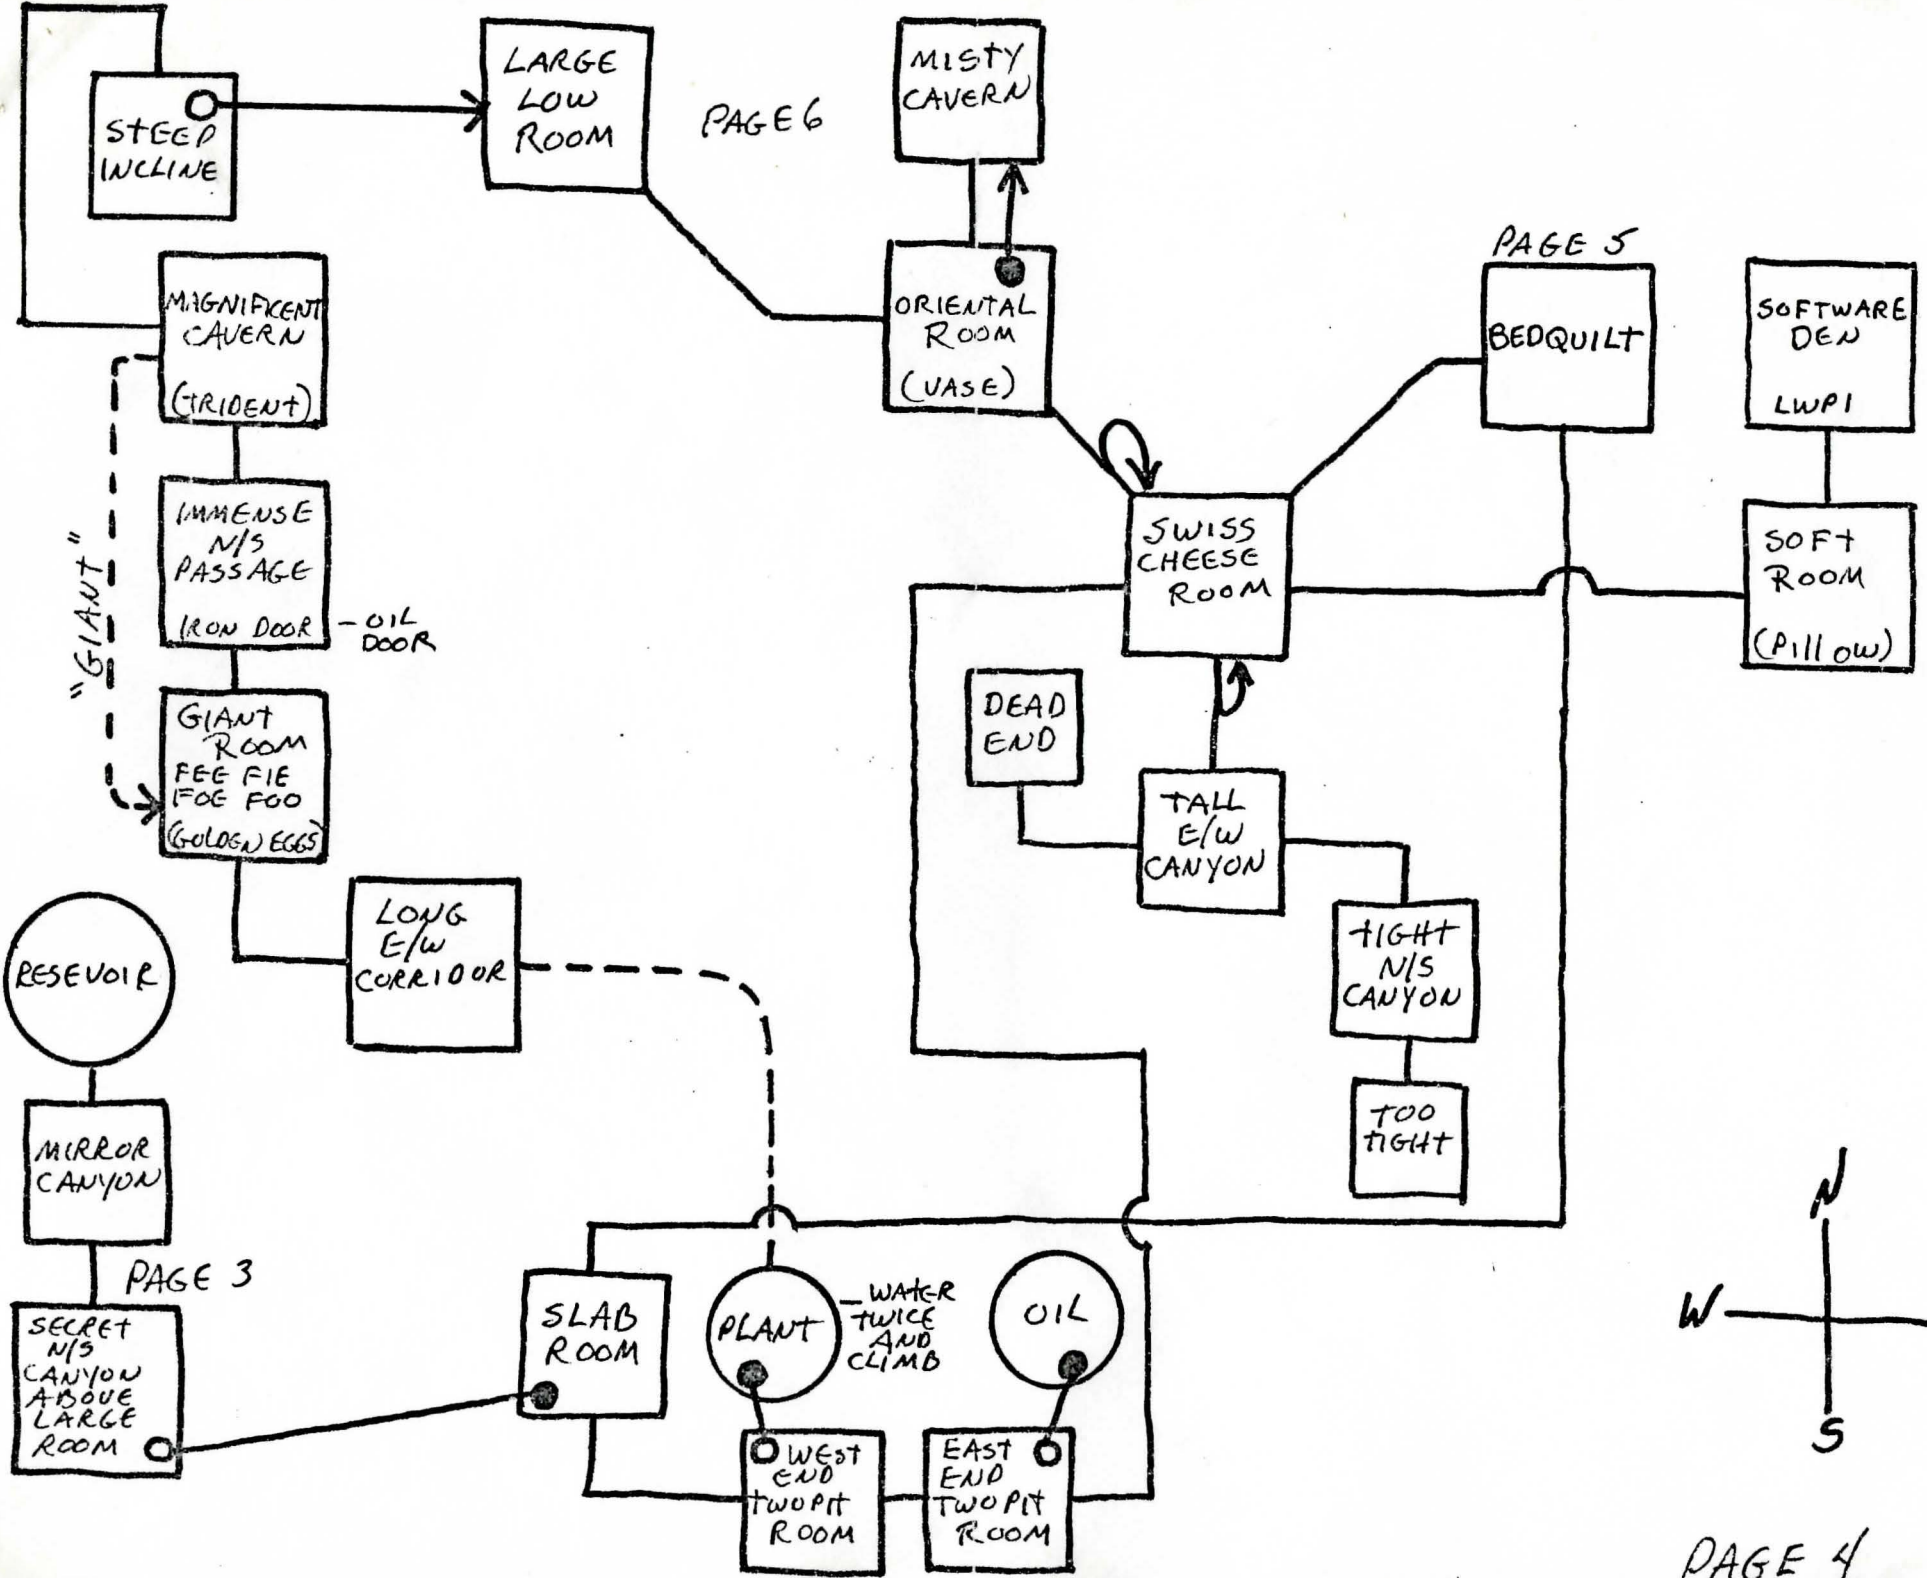 LARGE
LOW
ROOM
PAGE 6
MISTY
CAVERN
STEEP
INCLINE
PAGE 5
MAGNIFICENT
CAVERN
(TRIDENT)
ORIENTAL
ROOM
(VASE)
BEDQUILT
SOFTWARE
DEN
LWPI
IMMENSE
N/S
PASSAGE
IRON DOOR
- OIL
DOOR
"GIANT"
SWISS
CHEESE
ROOM
SOFT
ROOM
(PillOW)
GIANT
ROOM
FEE FIE
FOE FOO
(GOLDEN EGGS)
DEAD
END
TALL
E/W
CANYON
LONG
E/W
CORRIDOR
TIGHT
N/S
CANYON
RESEVOIR
TOO
TIGHT
MIRROR
CANYON
PAGE 3
SECRET
N/S
CANYON
ABOVE
LARGE
ROOM
SLAB
ROOM
PLANT
- WATER
TWICE
AND
CLIMB
OIL
WEST
END
TWO PIT
ROOM
EAST
END
TWO PIT
ROOM
N
W
S
PAGE 4